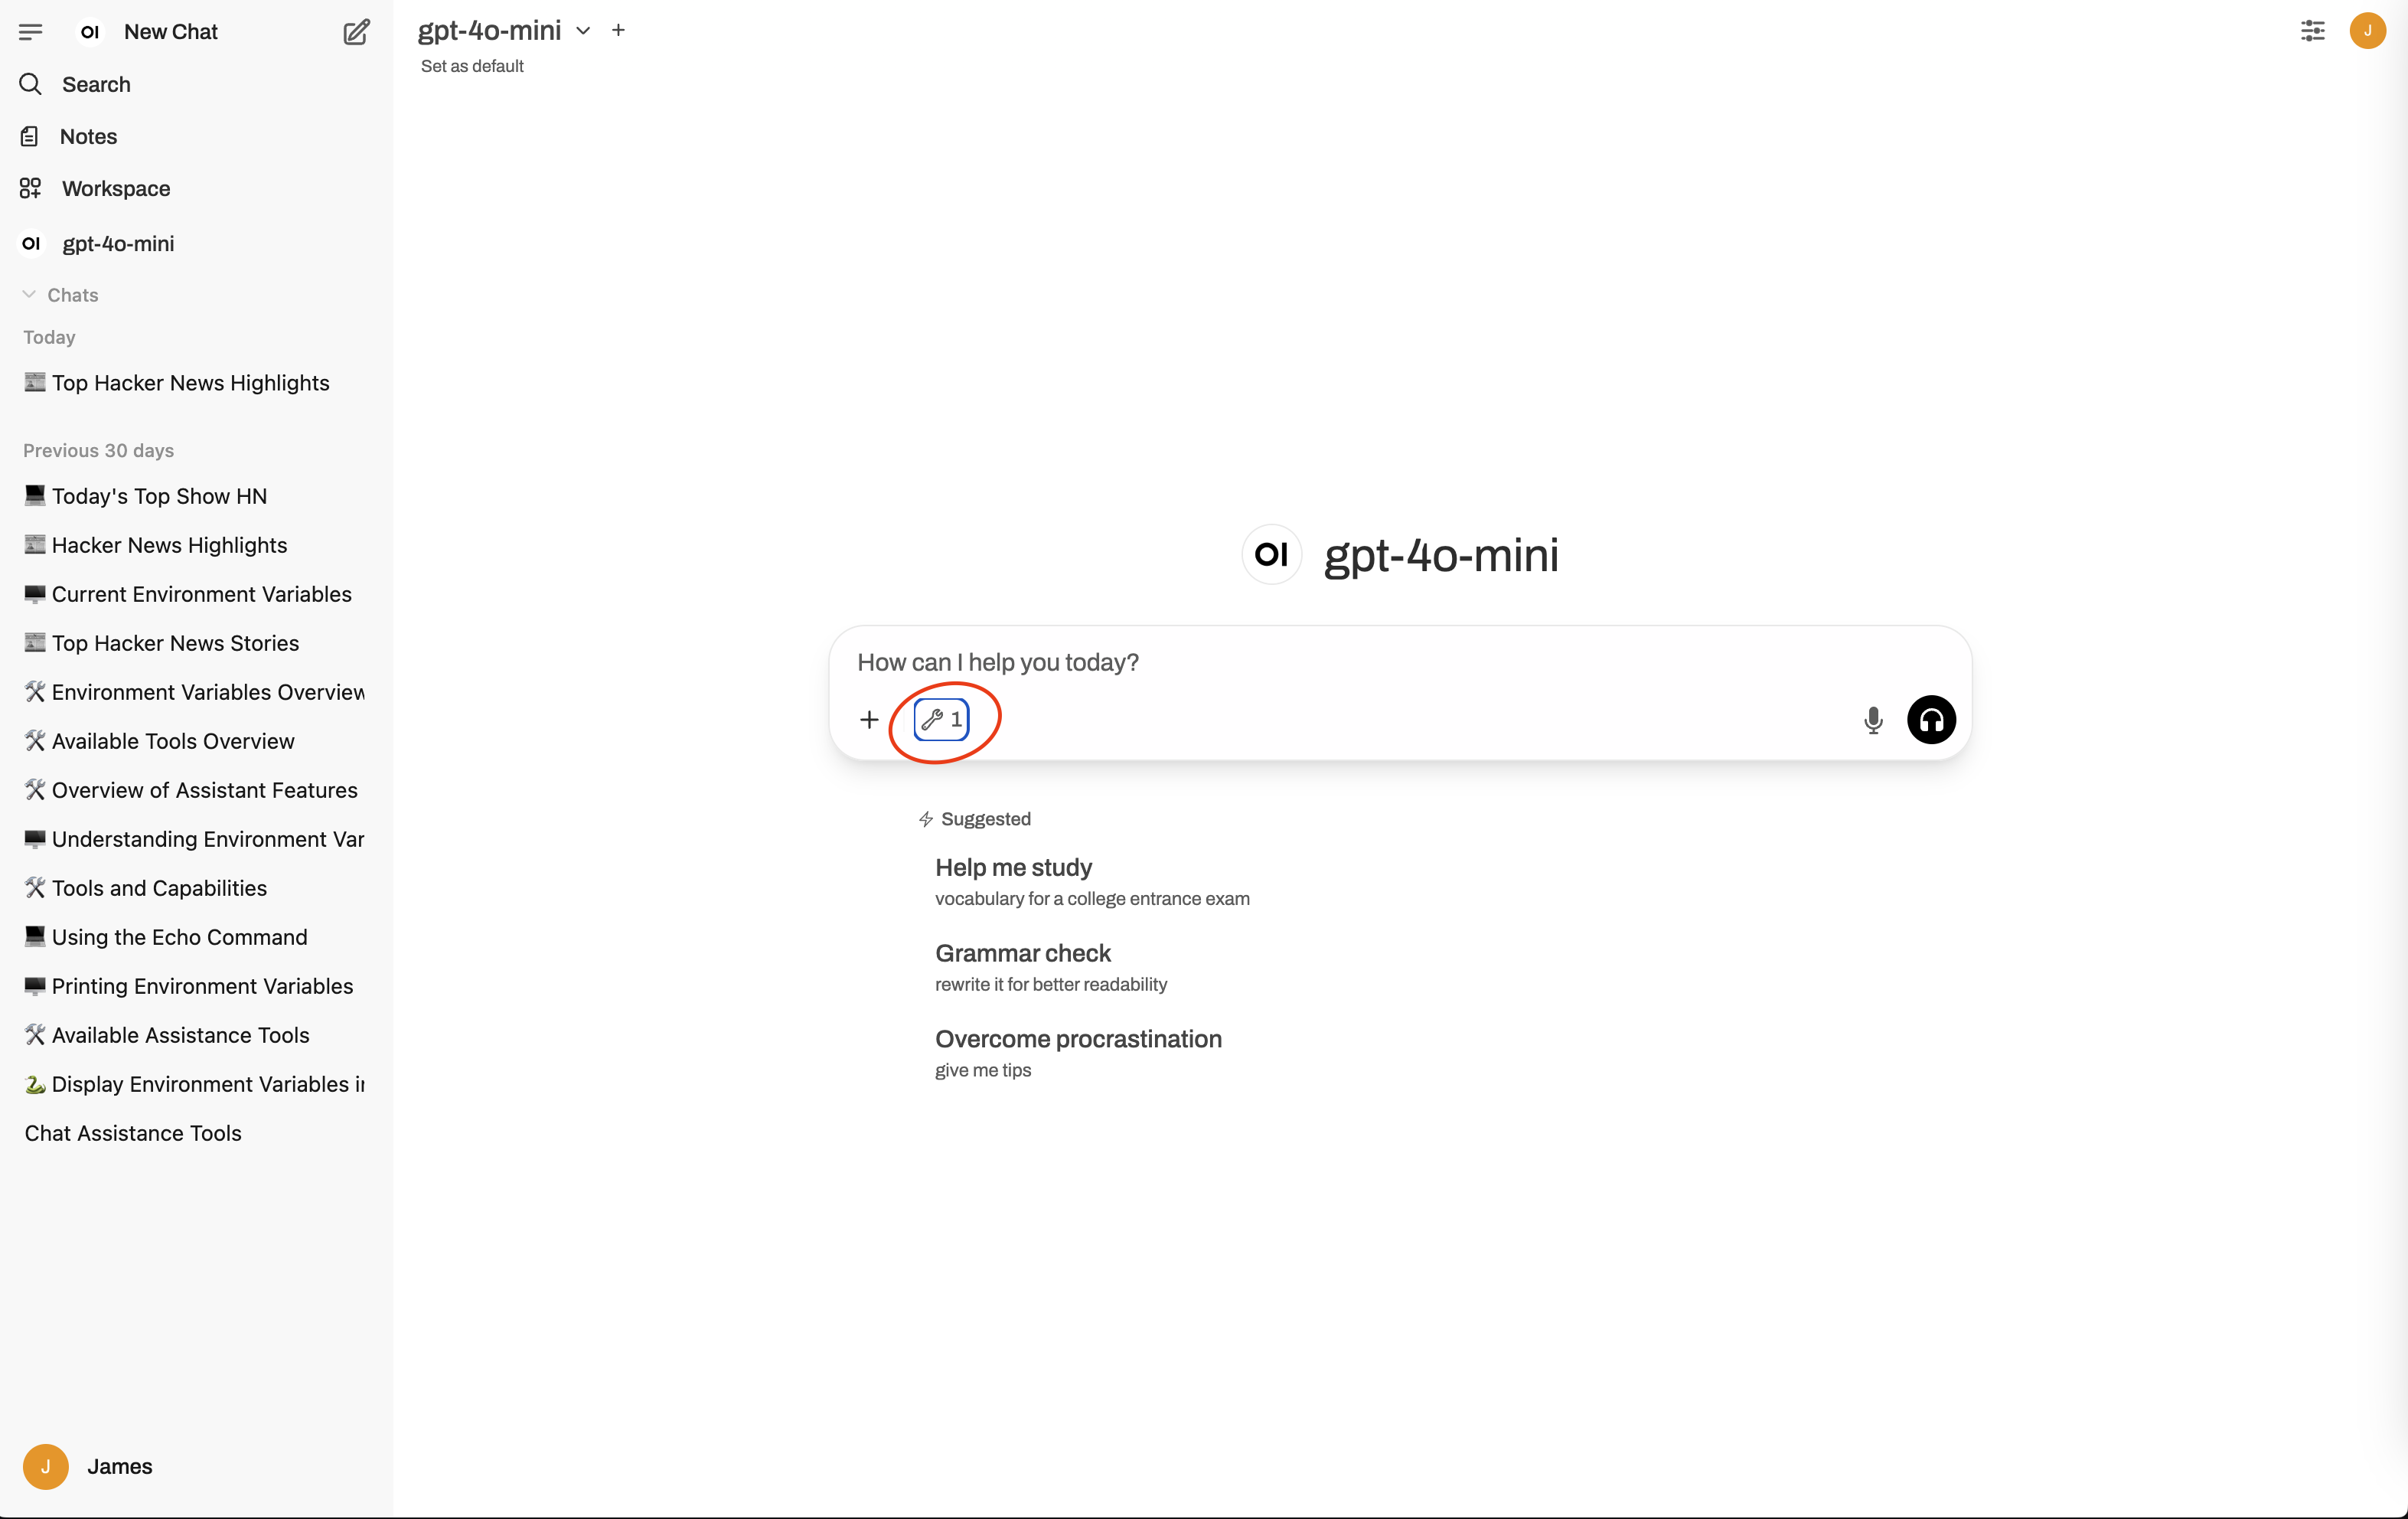 OI New Chat
Search
Notes
Workspace
OI gpt-4o-mini
Chats
Today
Top Hacker News Highlights
Previous 30 days
Today's Top Show HN
Hacker News Highlights
Current Environment Variables
Top Hacker News Stories
Environment Variables Overview
Available Tools Overview
Overview of Assistant Features
Understanding Environment Var
Tools and Capabilities
Using the Echo Command
Printing Environment Variables
Available Assistance Tools
Display Environment Variables in
Chat Assistance Tools
J James
gpt-4o-mini
Set as default
J
OI gpt-4o-mini
How can I help you today?
1
Suggested
Help me study
vocabulary for a college entrance exam
Grammar check
rewrite it for better readability
Overcome procrastination
give me tips